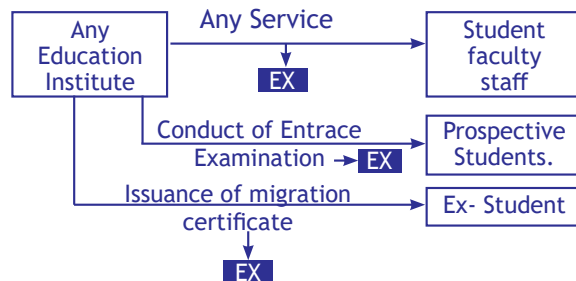 Any Education Institute
Any Service
EX
Student faculty staff
Conduct of Entrace
Examination
EX
Prospective Students.
Issuance of migration certificate
EX
Ex- Student